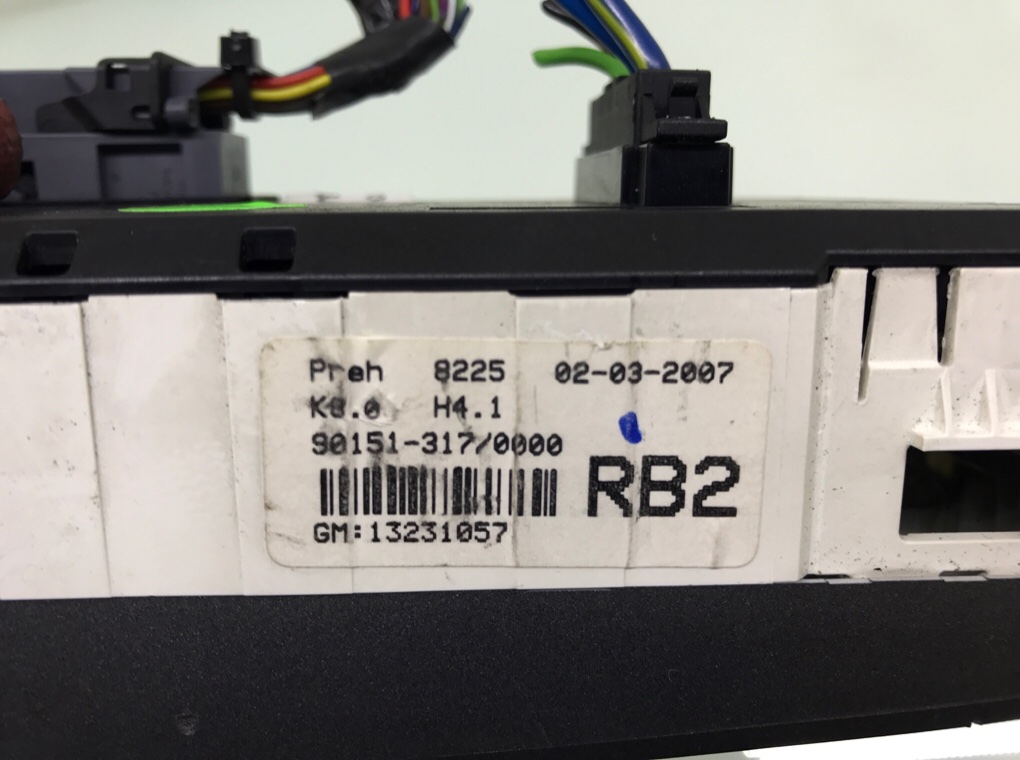 Preh 8225 02-03-2007
K8.0 H4.1
90151-317/0000
RB2
GM:13231057